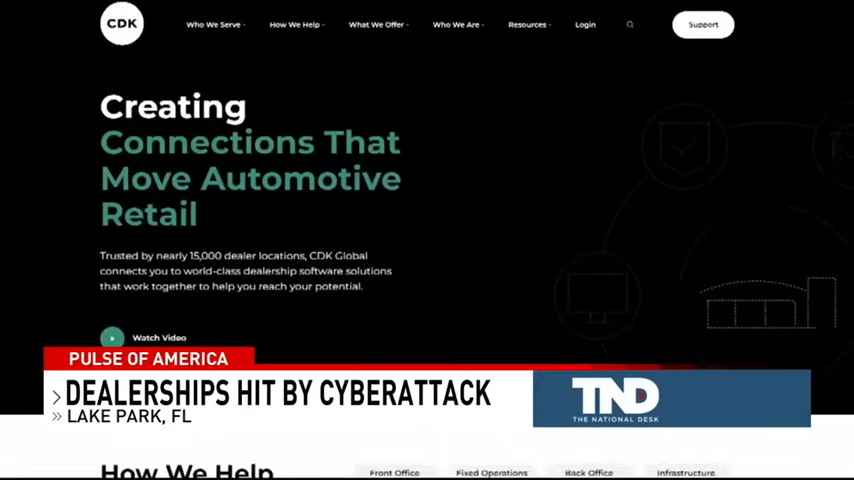 CDK
Who We Serve
How We Help
What We Offer
Who We Are
Resources
Login
Support
Creating
Connections That
Move Automotive
Retail
Trusted by nearly 15,000 dealer locations, CDK Global
connects you to world-class dealership software solutions
that work together to help you reach your potential.
Watch Video
PULSE OF AMERICA
DEALERSHIPS HIT BY CYBERATTACK
LAKE PARK, FL
TND
THE NATIONAL DESK
How We Help
Front Office
Fixed Operations
Back Office
Infrastructure